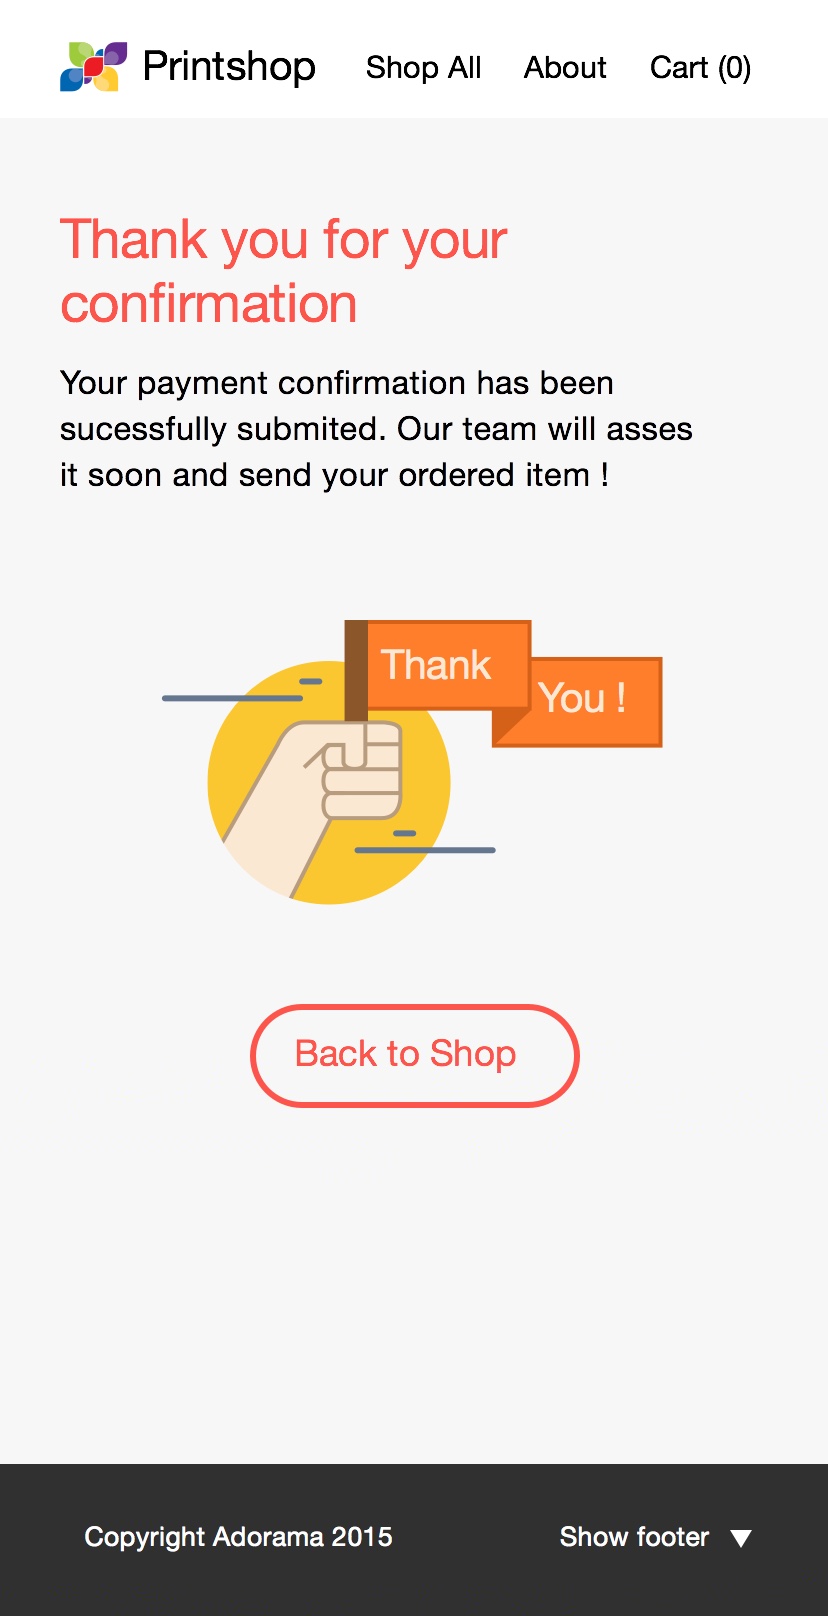 Printshop Shop All About Cart (0)
Thank you for your
confirmation
Your payment confirmation has been
sucessfully submited. Our team will asses
it soon and send your ordered item !
Thank
You !
Back to Shop
Copyright Adorama 2015 Show footer